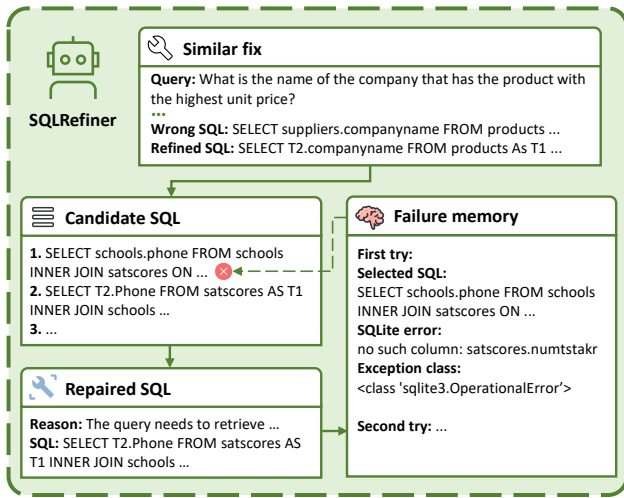 SQLRefiner
Similar fix
Query: What is the name of the company that has the product with
the highest unit price?
...
Wrong SQL: SELECT suppliers.companyname FROM products ...
Refined SQL: SELECT T2.companyname FROM products As T1 ...
Candidate SQL
1. SELECT schools.phone FROM schools
INNER JOIN satscores ON ...
2. SELECT T2.Phone FROM satscores AS T1
INNER JOIN schools ...
3. ...
Failure memory
First try:
Selected SQL:
SELECT schools.phone FROM schools
INNER JOIN satscores ON ...
SQLite error:
no such column: satscores.numtstakr
Exception class:
<class 'sqlite3.OperationalError’>
Second try: ...
Repaired SQL
Reason: The query needs to retrieve ...
SQL: SELECT T2.Phone FROM satscores AS
T1 INNER JOIN schools ...